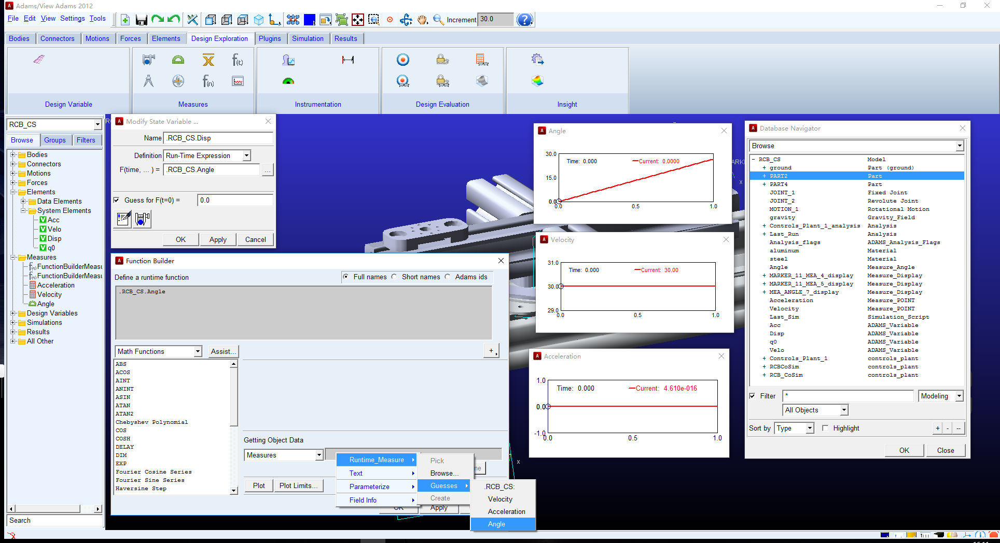 Adams/View Adams 2012
File Edit View Settings Tools
Increment 30.0
Bodies Connectors Motions Forces Elements Design Exploration Plugins Simulation Results
f(t)
f(n)
Design Variable Measures Instrumentation Design Evaluation Insight
RCB_CS
Browse Groups Filters
Bodies
Connectors
Motions
Forces
Elements
Data Elements
System Elements
Acc
Velo
Disp
q0
Measures
FunctionBuilderMeasu
FunctionBuilderMeasu
Acceleration
Velocity
Angle
Design Variables
Simulations
Results
All Other
Search
Modify State Variable ...
Name .RCB_CS.Disp
Definition Run-Time Expression
F(time, ... ) = .RCB_CS.Angle ...
Guess for F(t=0) = 0.0
OK Apply Cancel
Function Builder
Define a runtime function
Full names Short names Adams ids
.RCB_CS.Angle
Math Functions Assist... +
ABS
ACOS
AINT
ANINT
ASIN
ATAN
ATAN2
Chebyshev Polynomial
COS
COSH
DELAY
DIM
EXP
Fourier Cosine Series
Fourier Sine Series
Haversine Step
Getting Object Data
Measures
Plot Plot Limits...
OK Apply
Runtime_Measure
Text
Parameterize
Field Info
Pick
Browse...
Guesses
Create
.RCB_CS:
Velocity
Acceleration
Angle
Angle
30.0
15.0
0.0
Time: 0.000 Current: 0.0000
0.0 0.5 1.0
Velocity
31.0
30.0
29.0
Time: 0.000 Current: 30.00
0.0 0.5 1.0
Acceleration
1.0
0.0
-1.0
Time: 0.000 Current: 4.610e-016
0.0 0.5 1.0
x
x
Database Navigator
Browse
- RCB_CS Model
+ ground Part (ground)
+ PART2 Part
+ PART4 Part
JOINT_1 Fixed Joint
JOINT_2 Revolute Joint
MOTION_1 Rotational Motion
gravity Gravity_Field
+ Controls_Plant_1_analysis Analysis
+ Last_Run Analysis
Analysis_flags ADAMS_Analysis_Flags
aluminum Material
steel Material
Angle Measure_Angle
+ MARKER_11_MEA_4_display Measure_Display
+ MARKER_11_MEA_5_display Measure_Display
+ MEA_ANGLE_7_display Measure_Display
Acceleration Measure_POINT
Velocity Measure_POINT
Last_Sim Simulation_Script
Acc ADAMS_Variable
Disp ADAMS_Variable
q0 ADAMS_Variable
Velo ADAMS_Variable
+ Controls_Plant_1 controls_plant
+ RCBCoSim controls_plant
+ RCB_CoSim controls_plant
Filter * Modeling
All Objects
Sort by Type Highlight + - --
OK Close